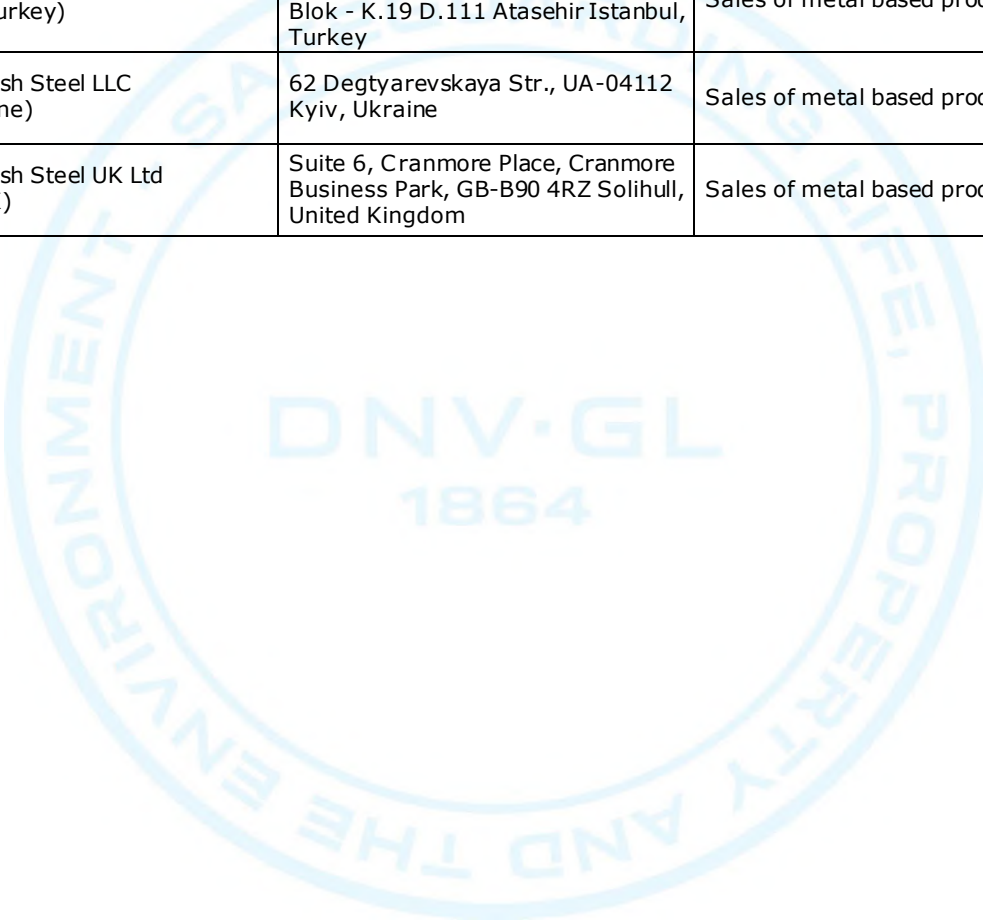 urkey)
Blok - K.19 D.111 Atasehir Istanbul,
Turkey
Sales of metal based prod
sh Steel LLC
ne)
62 Degtyarevskaya Str., UA-04112
Kyiv, Ukraine
Sales of metal based prod
sh Steel UK Ltd
)
Suite 6, Cranmore Place, Cranmore
Business Park, GB-B90 4RZ Solihull,
United Kingdom
Sales of metal based prod
SAFEGUARDING LIFE, PROPERTY AND THE ENVIRONMENT
DNV·GL
1864